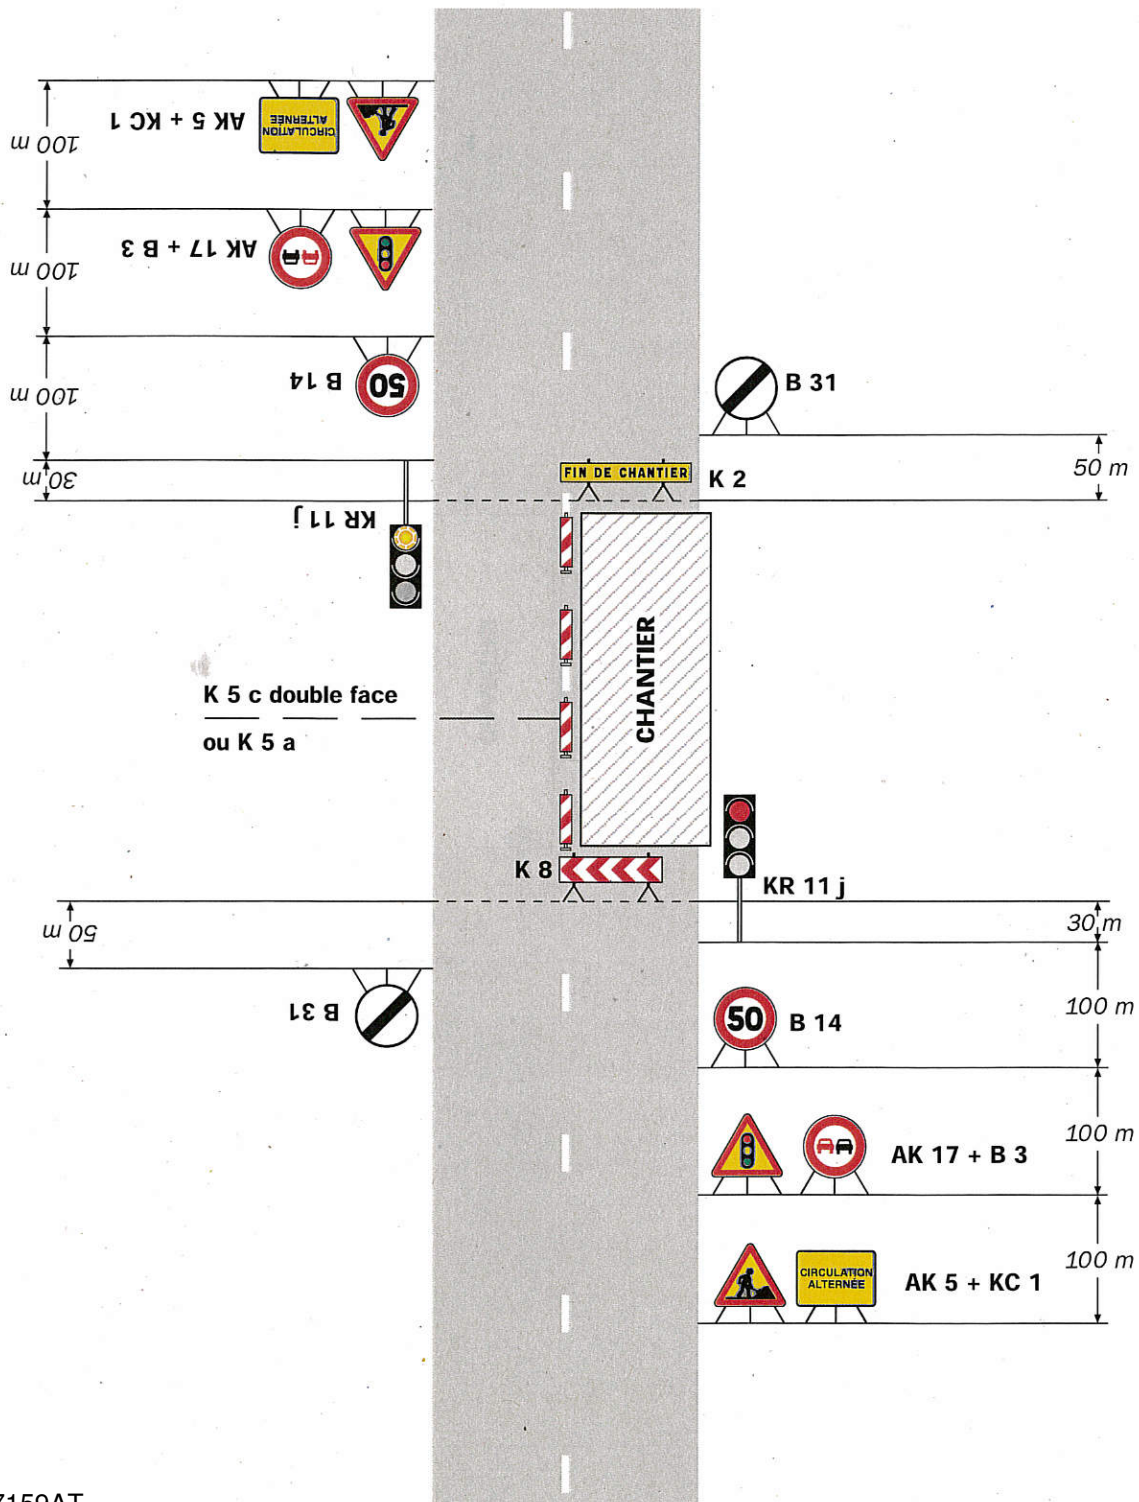 AK 5 + KC 1
CIRCULATION
ALTERNÉE
100 m
AK 17 + B 3
100 m
B 14
50
100 m
B 31
30 m
FIN DE CHANTIER
K 2
50 m
KR 11 j
CHANTIER
K 5 c double face
ou K 5 a
K 8
KR 11 j
30 m
50 m
B 31
50
B 14
100 m
AK 17 + B 3
100 m
CIRCULATION
ALTERNÉE
AK 5 + KC 1
100 m